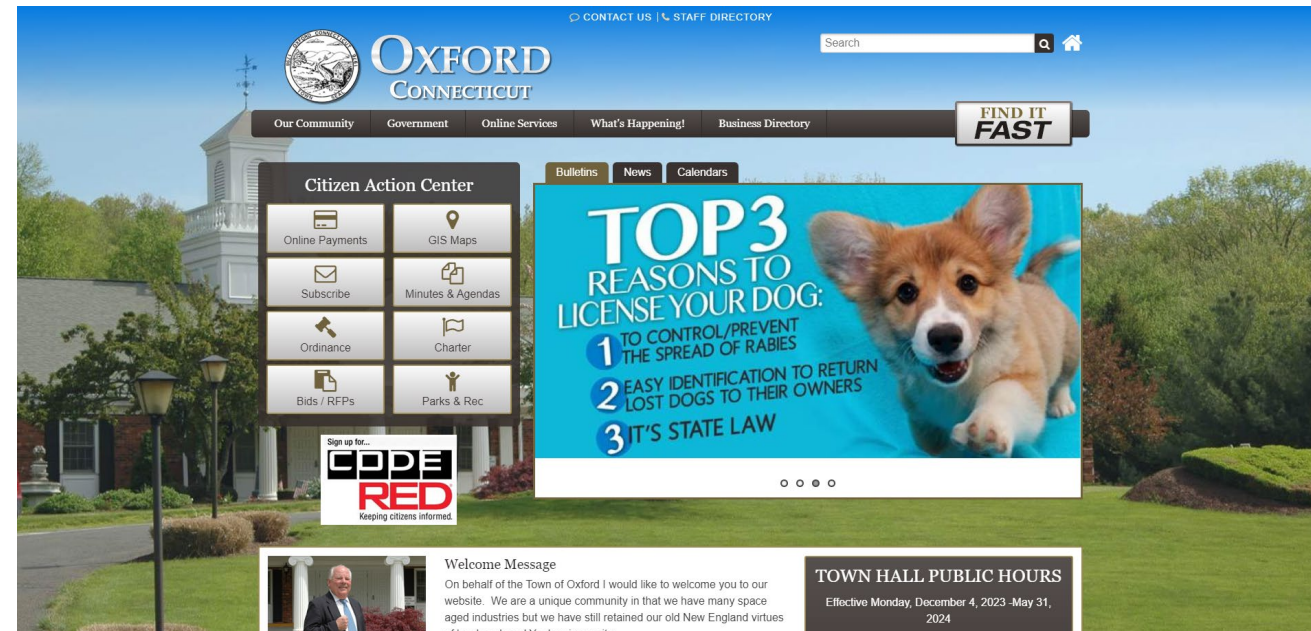 CONTACT US | STAFF DIRECTORY
OXFORD
CONNECTICUT
Search
Our Community Government Online Services What's Happening! Business Directory
FIND IT
FAST
Citizen Action Center
Online Payments GIS Maps
Subscribe Minutes & Agendas
Ordinance Charter
Bids / RFPs Parks & Rec
Sign up for...
CODE
RED
Keeping citizens informed.
Bulletins News Calendars
TOP 3
REASONS TO
LICENSE YOUR DOG:
1 TO CONTROL/PREVENT
THE SPREAD OF RABIES
2 EASY IDENTIFICATION TO RETURN
LOST DOGS TO THEIR OWNERS
3 IT'S STATE LAW
Welcome Message
On behalf of the Town of Oxford I would like to welcome you to our
website. We are a unique community in that we have many space
aged industries but we have still retained our old New England virtues
TOWN HALL PUBLIC HOURS
Effective Monday, December 4, 2023 -May 31,
2024